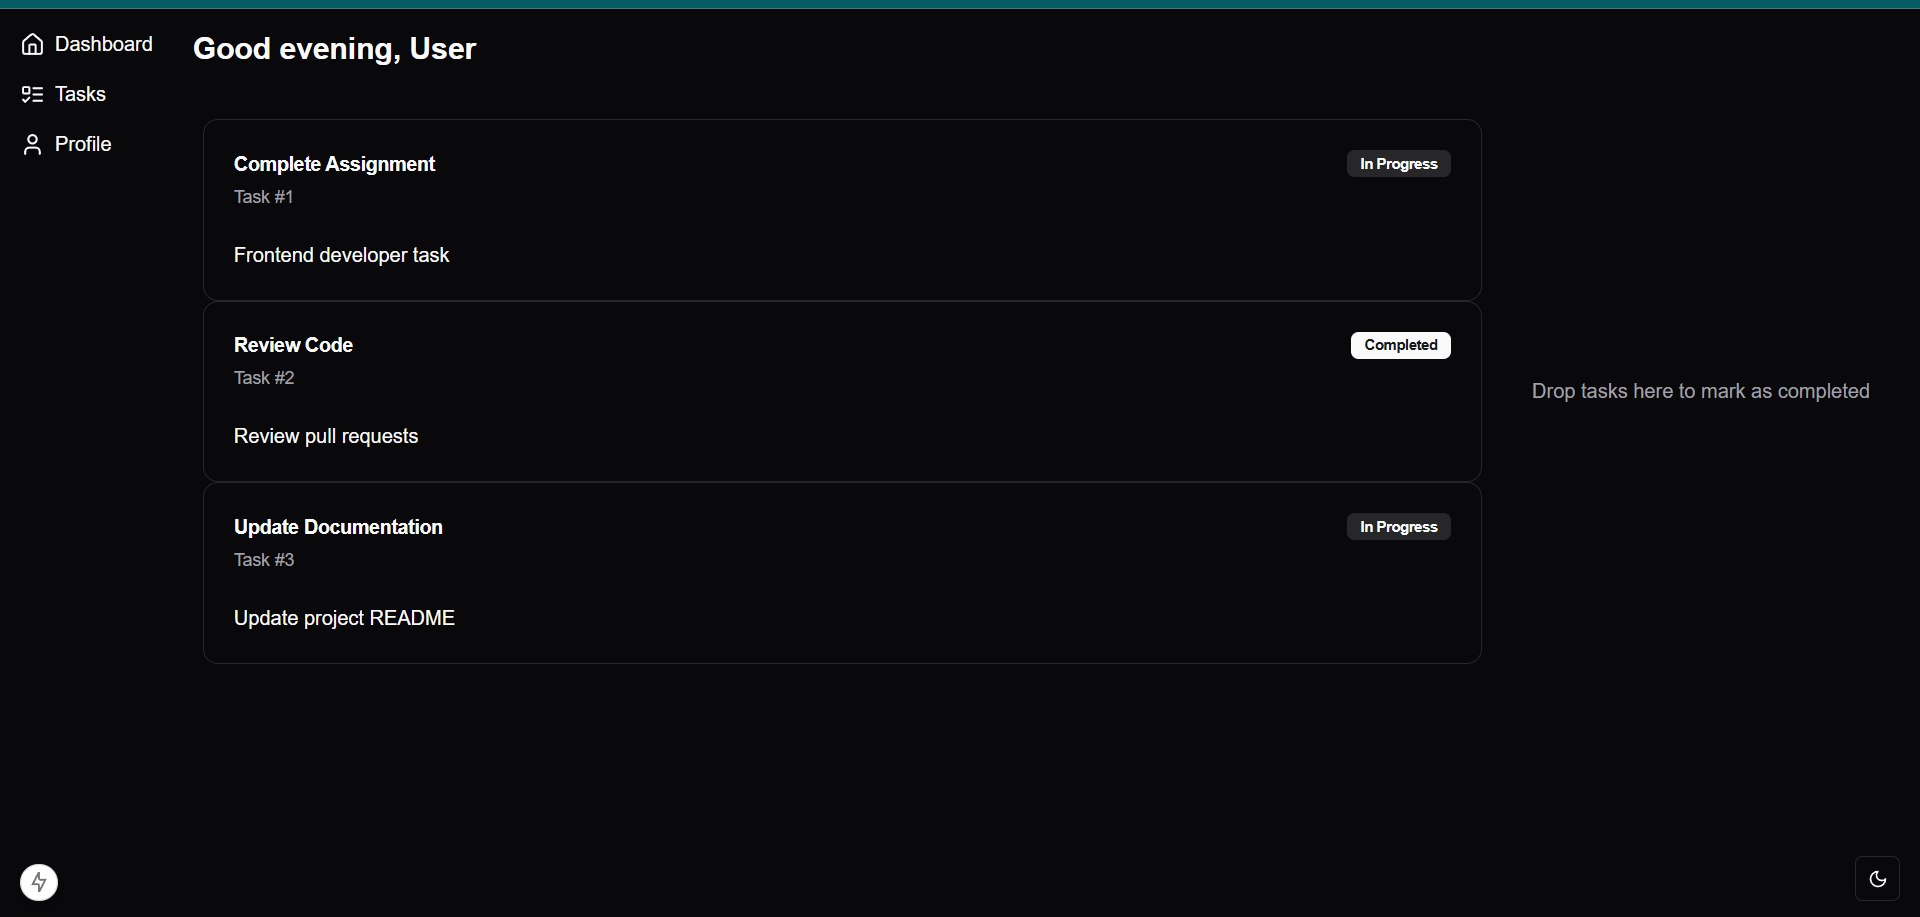 Dashboard
Tasks
Profile
Good evening, User
Complete Assignment
In Progress
Task #1
Frontend developer task
Review Code
Completed
Task #2
Review pull requests
Update Documentation
In Progress
Task #3
Update project README
Drop tasks here to mark as completed